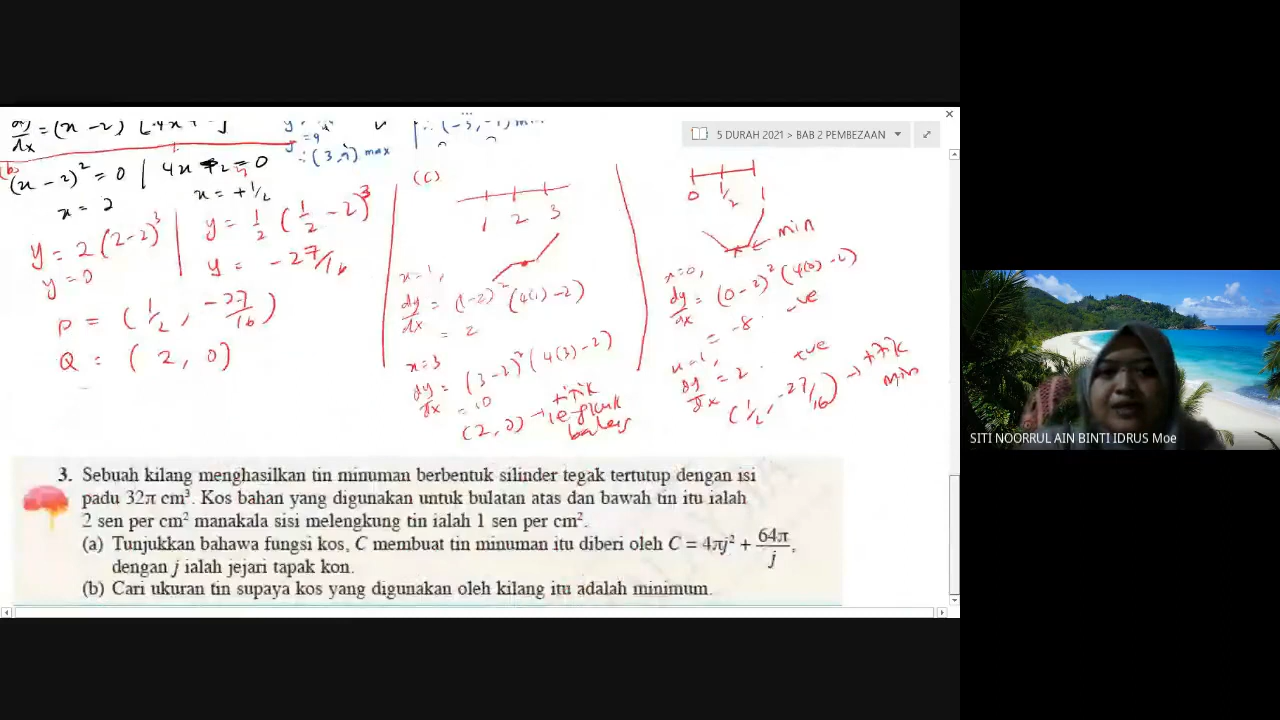 5 DURAH 2021 > BAB 2 PEMBEZAAN
(3,9) max
(x-2)² = 0 | 4x - 2 = 0
x = 2
x = +1/2
y = 2(2-2)³
y = 0
y = 1/2 (1/2 - 2)³
y = -27/16
P = (1/2, -27/16)
Q = (2, 0)
(c)
1 2 3
x=1,
dy/dx = (1-2)² (4(1)-2)
= 2
x=3
dy/dx = (3-2)² (4(3)-2)
= 10
(2,0) → titik
balas
0 1/2 1
min
x=0,
dy/dx = (0-2)² (4(0)-2)
= -8. -ve
x=1,
dy/dx = 2. +ve
(1/2, -27/16) → titik
min
3. Sebuah kilang menghasilkan tin minuman berbentuk silinder tegak tertutup dengan isi
padu 32π cm³. Kos bahan yang digunakan untuk bulatan atas dan bawah tin itu ialah
2 sen per cm² manakala sisi melengkung tin ialah 1 sen per cm².
(a) Tunjukkan bahawa fungsi kos, C membuat tin minuman itu diberi oleh C = 4πj² + 64π/j,
dengan j ialah jejari tapak kon.
(b) Cari ukuran tin supaya kos yang digunakan oleh kilang itu adalah minimum.
SITI NOORRUL AIN BINTI IDRUS Moe